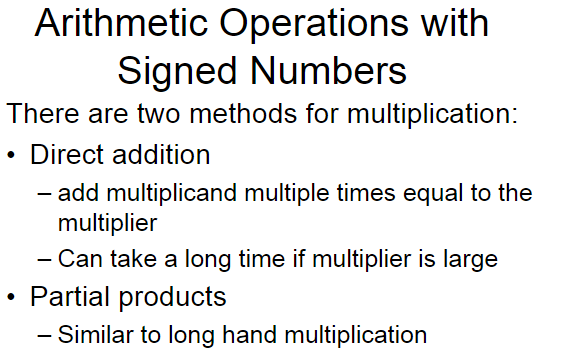 Arithmetic Operations with
Signed Numbers
There are two methods for multiplication:
• Direct addition
– add multiplicand multiple times equal to the
multiplier
– Can take a long time if multiplier is large
• Partial products
– Similar to long hand multiplication